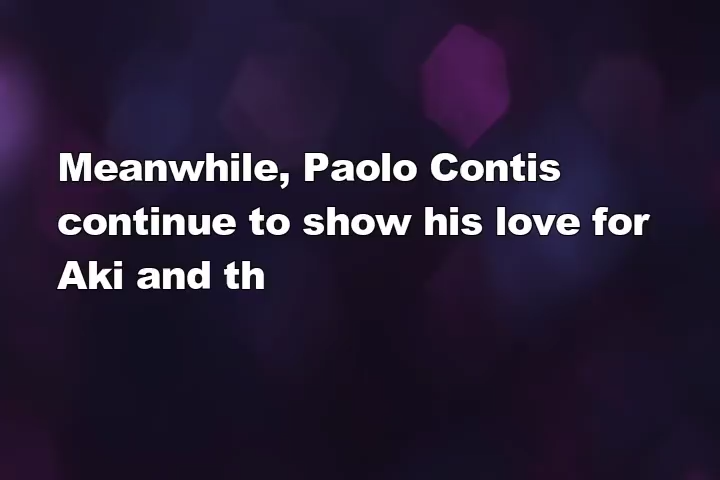 Meanwhile, Paolo Contis
continue to show his love for
Aki and th